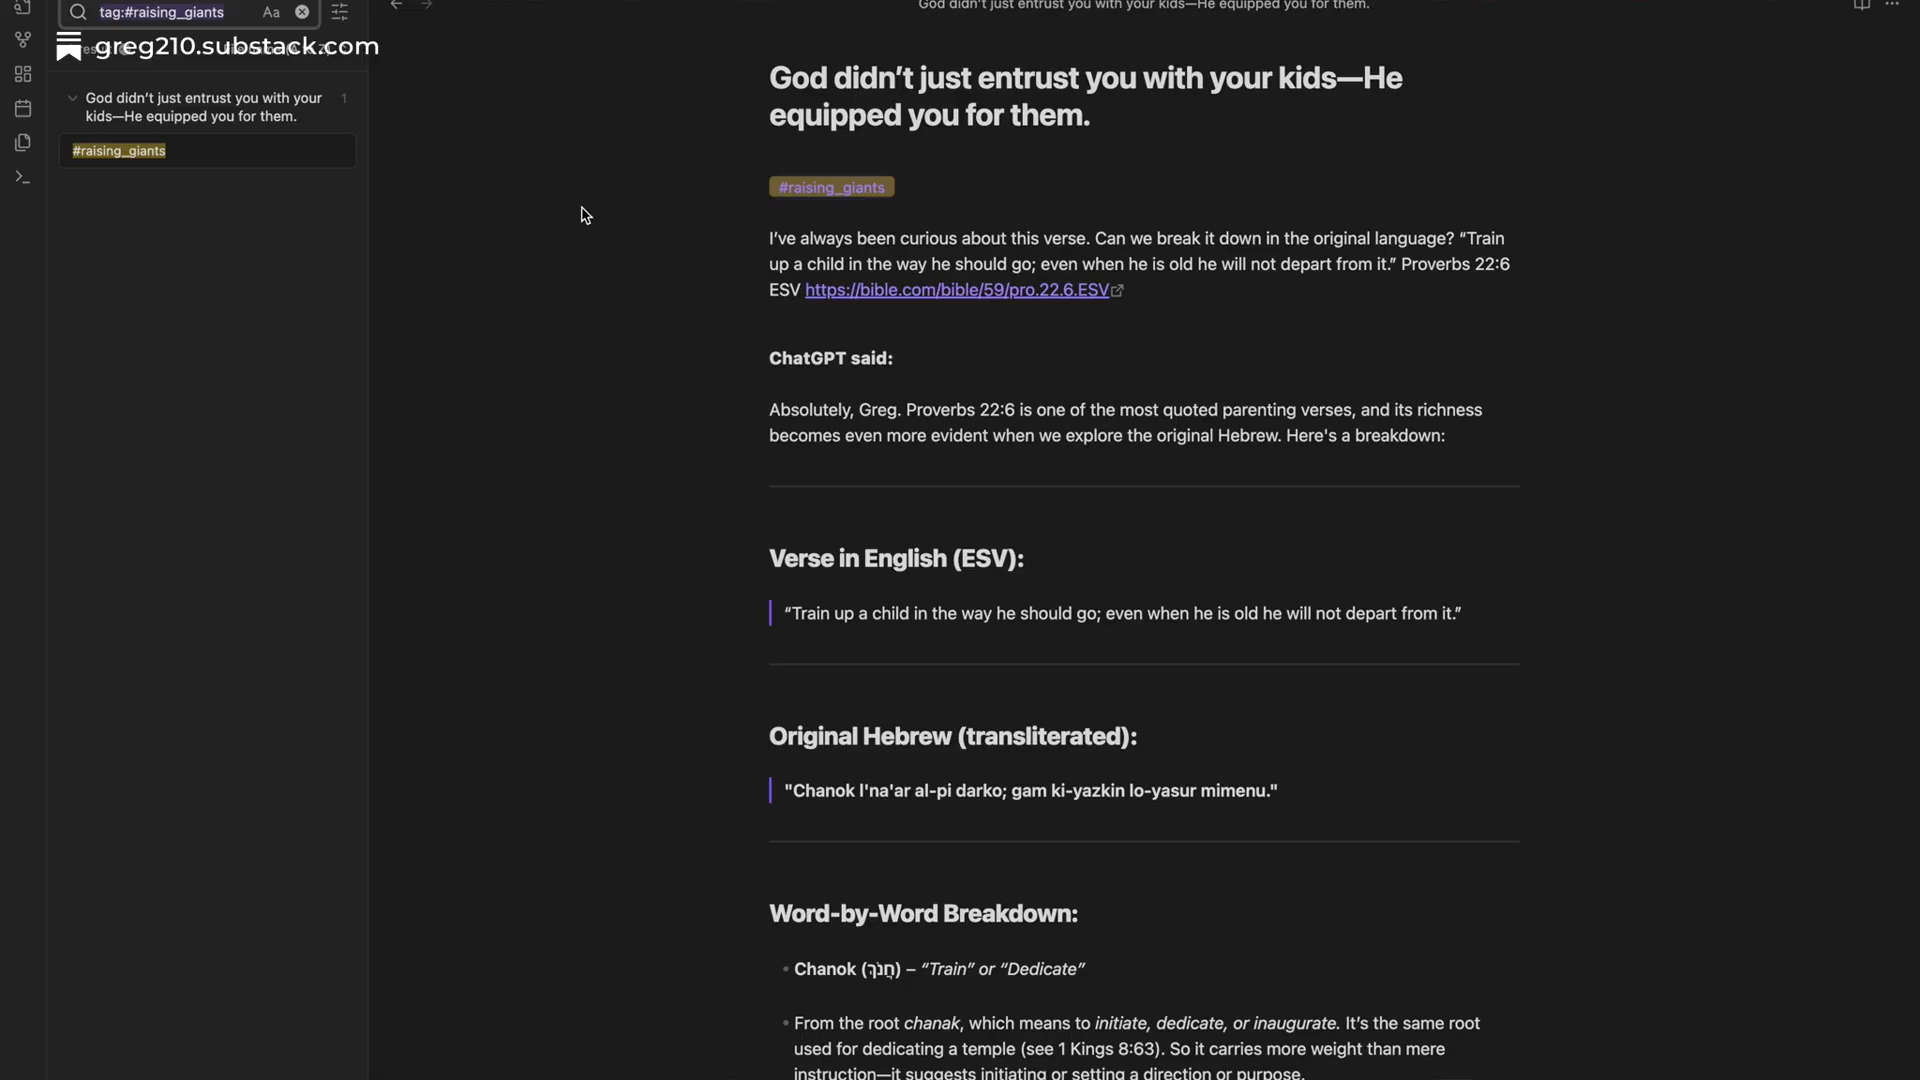 tag:#raising_giants
Aa
greg210.substack.com
God didn't just entrust you with your
kids—He equipped you for them.
1
#raising_giants
God didn't just entrust you with your kids—He equipped you for them.
God didn’t just entrust you with your kids—He
equipped you for them.
#raising_giants
I’ve always been curious about this verse. Can we break it down in the original language? “Train
up a child in the way he should go; even when he is old he will not depart from it.” Proverbs 22:6
ESV https://bible.com/bible/59/pro.22.6.ESV
ChatGPT said:
Absolutely, Greg. Proverbs 22:6 is one of the most quoted parenting verses, and its richness
becomes even more evident when we explore the original Hebrew. Here's a breakdown:
Verse in English (ESV):
“Train up a child in the way he should go; even when he is old he will not depart from it.”
Original Hebrew (transliterated):
"Chanok l'na'ar al-pi darko; gam ki-yazkin lo-yasur mimenu."
Word-by-Word Breakdown:
Chanok (חֲנֹךְ) – “Train” or “Dedicate”
From the root chanak, which means to initiate, dedicate, or inaugurate. It’s the same root
used for dedicating a temple (see 1 Kings 8:63). So it carries more weight than mere
instruction—it suggests initiating or setting a direction or purpose.